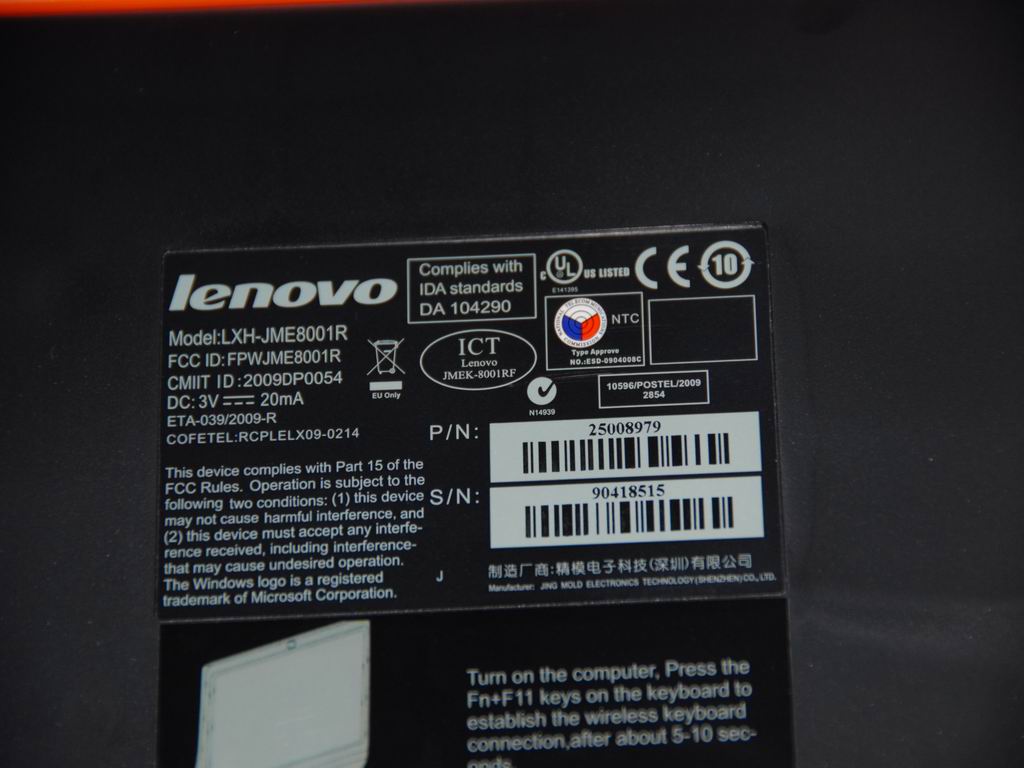 lenovo
Model:LXH-JME8001R
FCC ID:FPWJME8001R
CMIIT ID:2009DP0054
DC:3V 20mA
ETA-039/2009-R
COFETEL:RCPLELX09-0214
Complies with
IDA standards
DA 104290
EU Only
ICT
Lenovo
JMEK-8001RF
c UL US LISTED
E141395
CE
10
NTC
Type Approve
NO.:ESD-0904008C
N14939
10596/POSTEL/2009
2854
P/N: 25008979
S/N: 90418515
This device complies with Part 15 of the
FCC Rules. Operation is subject to the
following two conditions: (1) this device
may not cause harmful interference, and
(2) this device must accept any interfe-
rence received, including interference-
that may cause undesired operation.
The Windows logo is a registered
trademark of Microsoft Corporation.
J
制造厂商:精模电子科技(深圳)有限公司
Manufacturer: JING MOLD ELECTRONICS TECHNOLOGY(SHENZHEN)CO., LTD.
Turn on the computer, Press the
Fn+F11 keys on the keyboard to
establish the wireless keyboard
connection,after about 5-10 sec-
onds